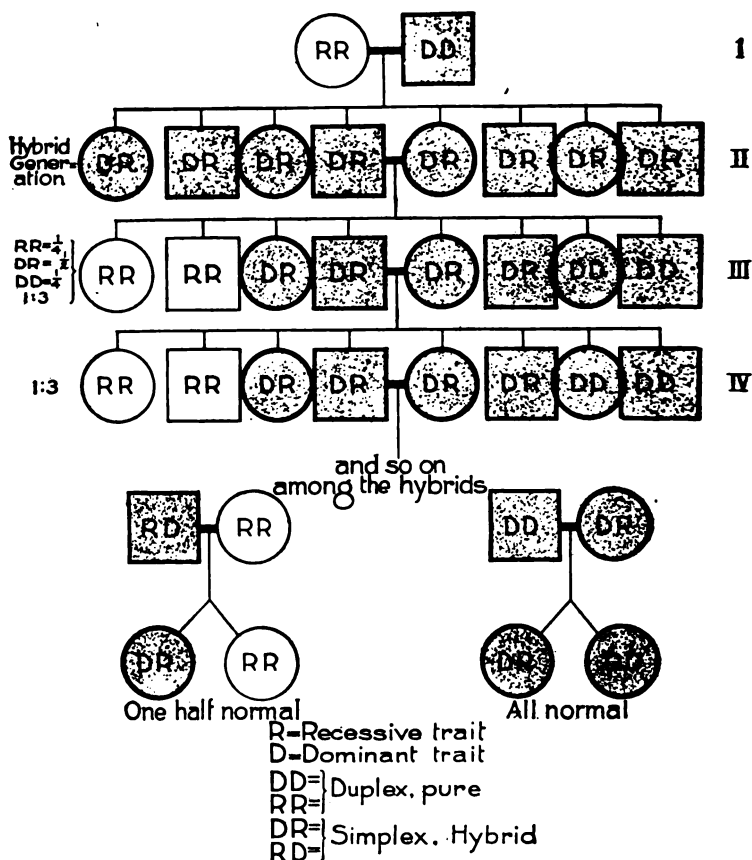 RR DD I
Hybrid
Gener-
ation
DR DR DR DR DR DR DR DR II
RR=1/4
DR=1/2
DD=1/4
1:3
RR RR DR DR DR DR DD DD III
1:3 RR RR DR DR DR DR DD DD IV
and so on
among the hybrids
RD RR DD DR
DR RR DR DD
One half normal All normal
R=Recessive trait
D=Dominant trait
DD=
RR= } Duplex, pure
DR=
RD= } Simplex, Hybrid